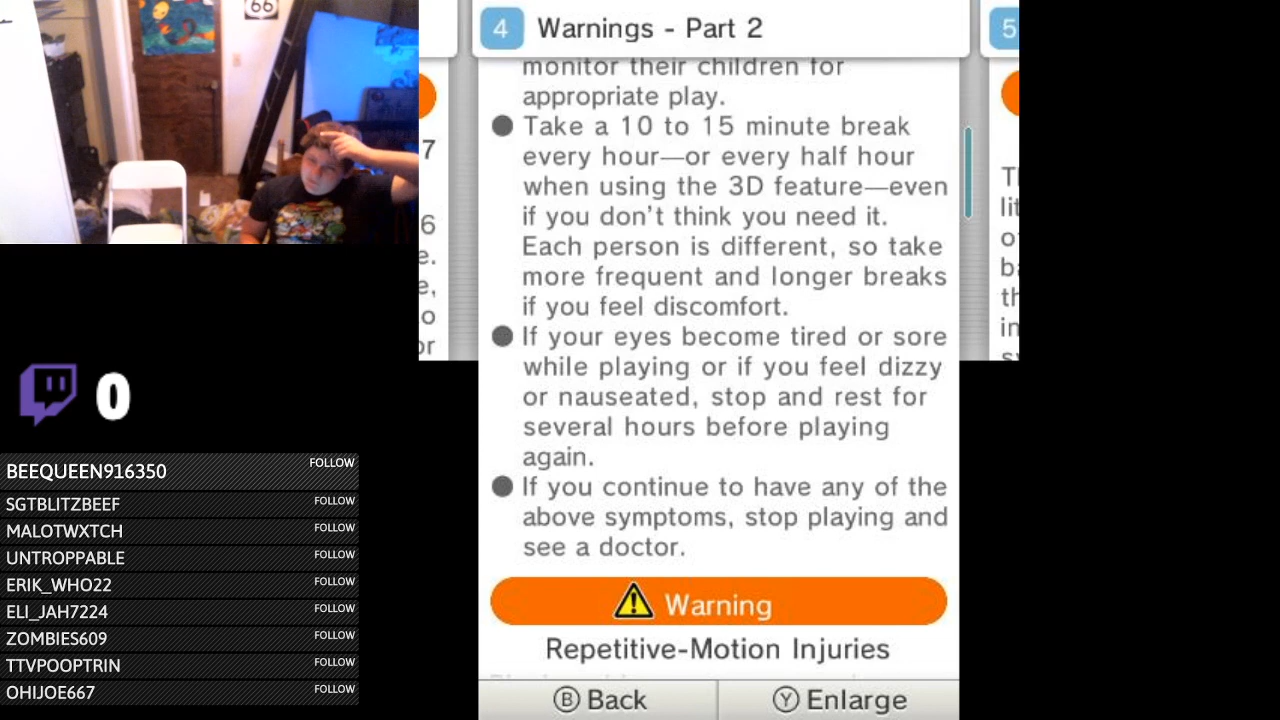 66
4
Warnings - Part 2
5
monitor their children for
appropriate play.
● Take a 10 to 15 minute break
every hour—or every half hour
when using the 3D feature—even
if you don't think you need it.
Each person is different, so take
more frequent and longer breaks
if you feel discomfort.
● If your eyes become tired or sore
while playing or if you feel dizzy
or nauseated, stop and rest for
several hours before playing
again.
● If you continue to have any of the
above symptoms, stop playing and
see a doctor.
Warning
Repetitive-Motion Injuries
Ⓑ Back
Ⓨ Enlarge
7
6
e.
e,
o
or
lit
0
BEEQUEEN916350 FOLLOW
SGTBLITZBEEF FOLLOW
MALOTWXTCH FOLLOW
UNTROPPABLE FOLLOW
ERIK_WHO22 FOLLOW
ELI_JAH7224 FOLLOW
ZOMBIES609 FOLLOW
TTVPOOPTRIN FOLLOW
OHIJOE667 FOLLOW